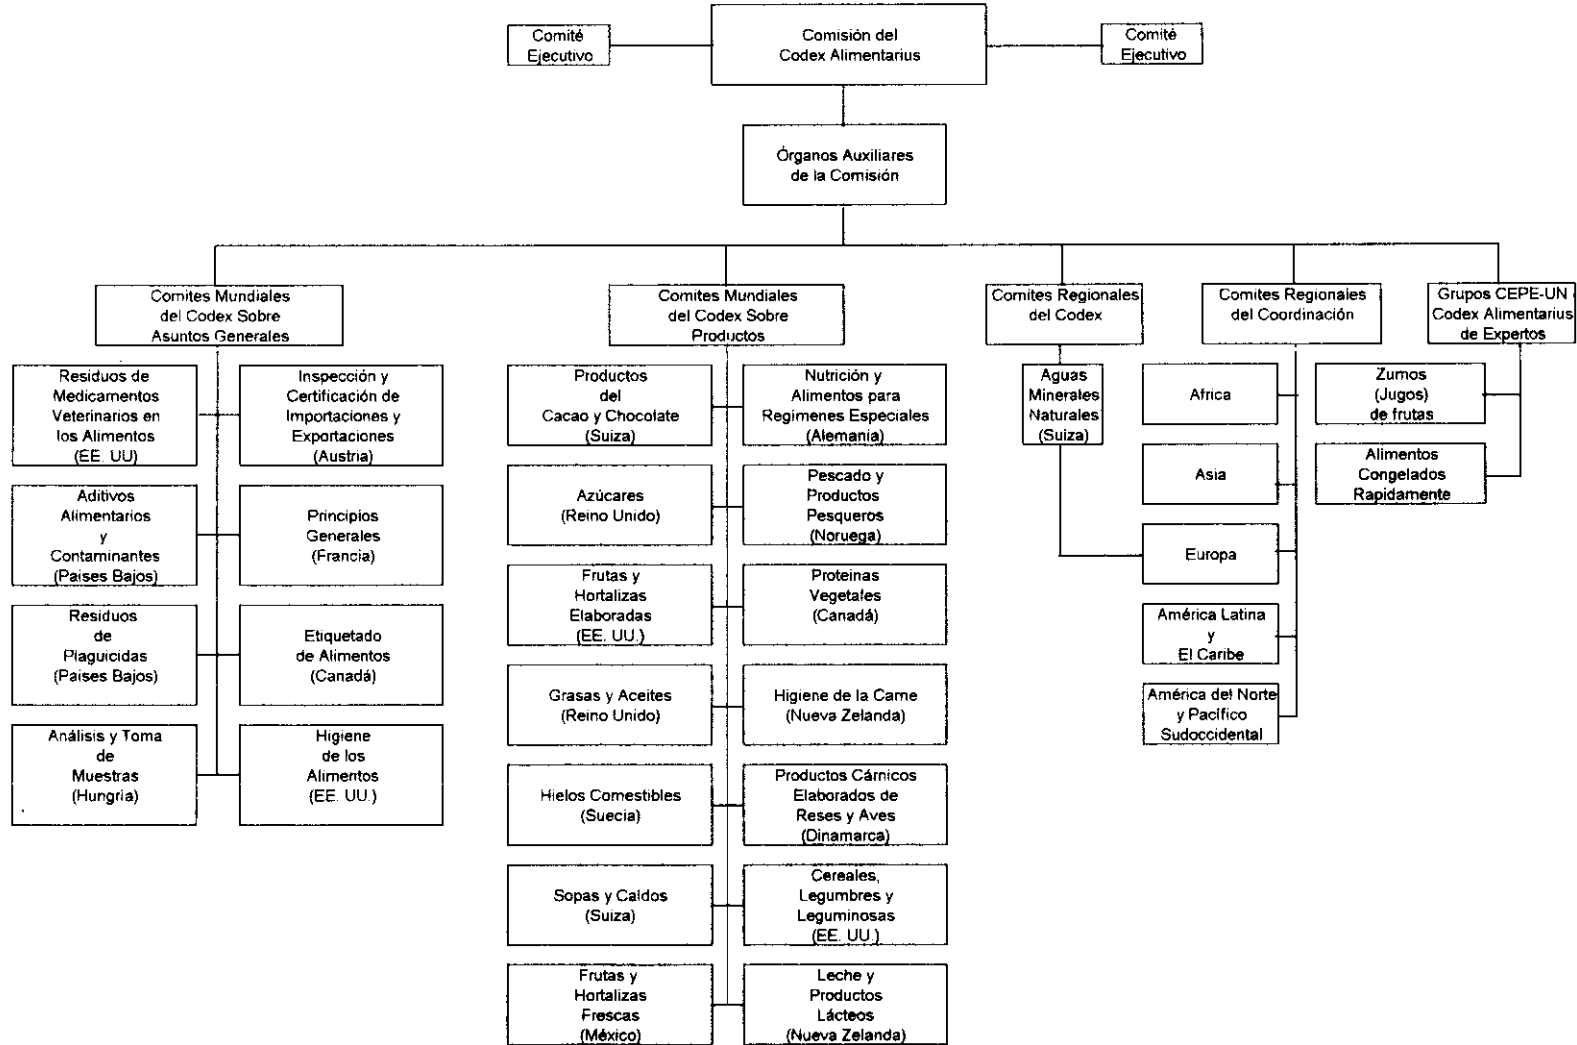 Comité
Ejecutivo
Comisión del
Codex Alimentarius
Comité
Ejecutivo
Órganos Auxiliares
de la Comisión
Comites Mundiales
del Codex Sobre
Asuntos Generales
Residuos de
Medicamentos
Veterinarios en
los Alimentos
(EE. UU)
Inspección y
Certificación de
Importaciones y
Exportaciones
(Austria)
Aditivos
Alimentarios
y
Contaminantes
(Paises Bajos)
Principios
Generales
(Francia)
Residuos
de
Plaguicidas
(Paises Bajos)
Etiquetado
de Alimentos
(Canadá)
Análisis y Toma
de
Muestras
(Hungria)
Higiene
de los
Alimentos
(EE. UU.)
Comites Mundiales
del Codex Sobre
Productos
Productos
del
Cacao y Chocolate
(Suiza)
Nutrición y
Alimentos para
Regimenes Especiales
(Alemania)
Azúcares
(Reino Unido)
Pescado y
Productos
Pesqueros
(Noruega)
Frutas y
Hortalizas
Elaboradas
(EE. UU.)
Proteinas
Vegetales
(Canadá)
Grasas y Aceites
(Reino Unido)
Higiene de la Carne
(Nueva Zelanda)
Hielos Comestibles
(Suecia)
Productos Cárnicos
Elaborados de
Reses y Aves
(Dinamarca)
Sopas y Caldos
(Suiza)
Cereales,
Legumbres y
Leguminosas
(EE. UU.)
Frutas y
Hortalizas
Frescas
(México)
Leche y
Productos
Lácteos
(Nueva Zelanda)
Comites Regionales
del Codex
Aguas
Minerales
Naturales
(Suiza)
Comites Regionales
del Coordinación
Africa
Asia
Europa
América Latina
y
El Caribe
América del Norte
y Pacífico
Sudoccidental
Grupos CEPE-UN
Codex Alimentarius
de Expertos
Zumos
(Jugos)
de frutas
Alimentos
Congelados
Rapidamente